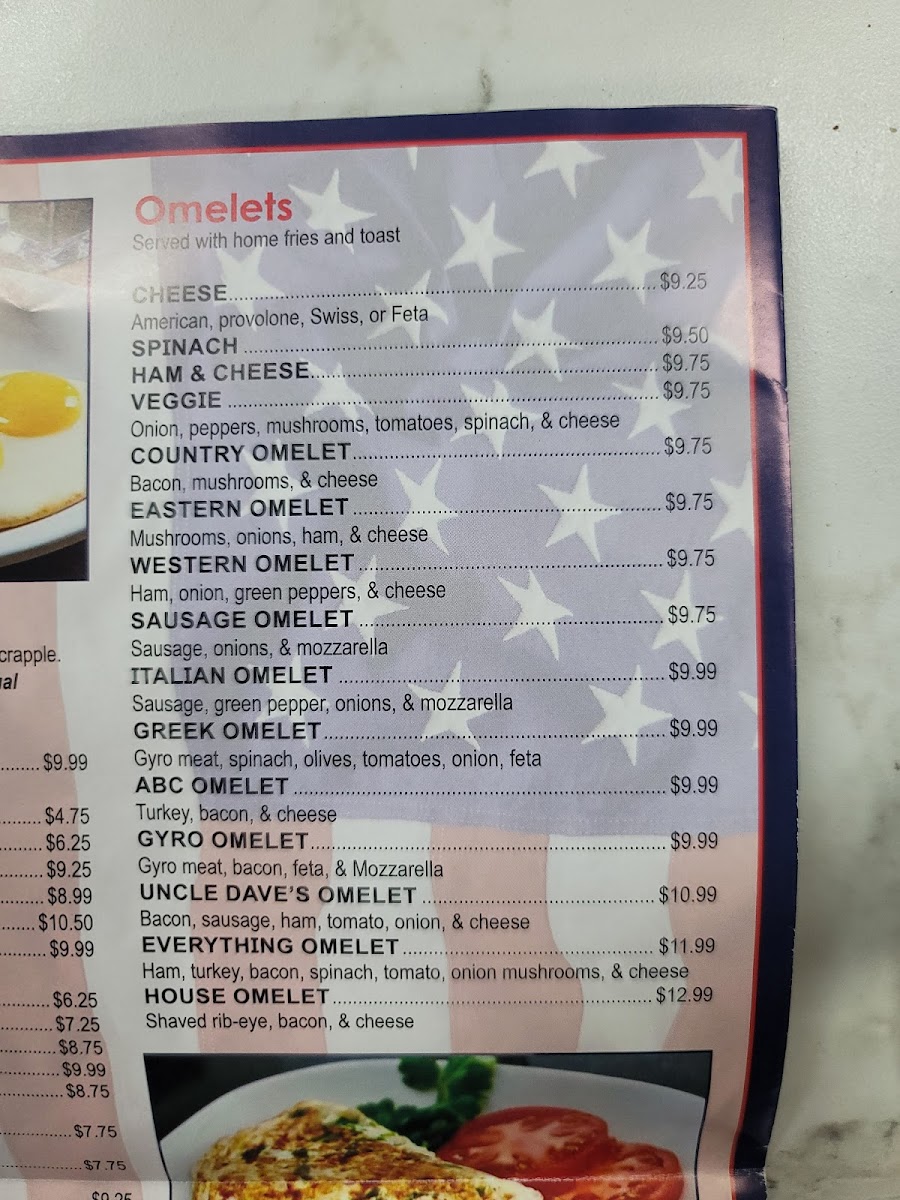 Omelets
Served with home fries and toast
CHEESE $9.25
American, provolone, Swiss, or Feta
SPINACH $9.50
HAM & CHEESE $9.75
VEGGIE $9.75
Onion, peppers, mushrooms, tomatoes, spinach, & cheese
COUNTRY OMELET $9.75
Bacon, mushrooms, & cheese
EASTERN OMELET $9.75
Mushrooms, onions, ham, & cheese
WESTERN OMELET $9.75
Ham, onion, green peppers, & cheese
SAUSAGE OMELET $9.75
Sausage, onions, & mozzarella
ITALIAN OMELET $9.99
Sausage, green pepper, onions, & mozzarella
GREEK OMELET $9.99
Gyro meat, spinach, olives, tomatoes, onion, feta
ABC OMELET $9.99
Turkey, bacon, & cheese
GYRO OMELET $9.99
Gyro meat, bacon, feta, & Mozzarella
UNCLE DAVE'S OMELET $10.99
Bacon, sausage, ham, tomato, onion, & cheese
EVERYTHING OMELET $11.99
Ham, turkey, bacon, spinach, tomato, onion mushrooms, & cheese
HOUSE OMELET $12.99
Shaved rib-eye, bacon, & cheese
crapple.
$9.99
$4.75
$6.25
$9.25
$8.99
$10.50
$9.99
$6.25
$7.25
$8.75
$9.99
$8.75
$7.75
$7.75